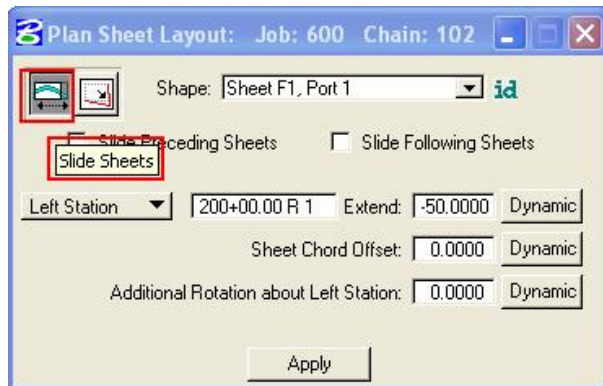 Plan Sheet Layout: Job: 600 Chain: 102
Shape: Sheet F1, Port 1 id
Slide Preceding Sheets Slide Following Sheets
Slide Sheets
Left Station 200+00.00 R 1 Extend: -50.0000 Dynamic
Sheet Chord Offset: 0.0000 Dynamic
Additional Rotation about Left Station: 0.0000 Dynamic
Apply